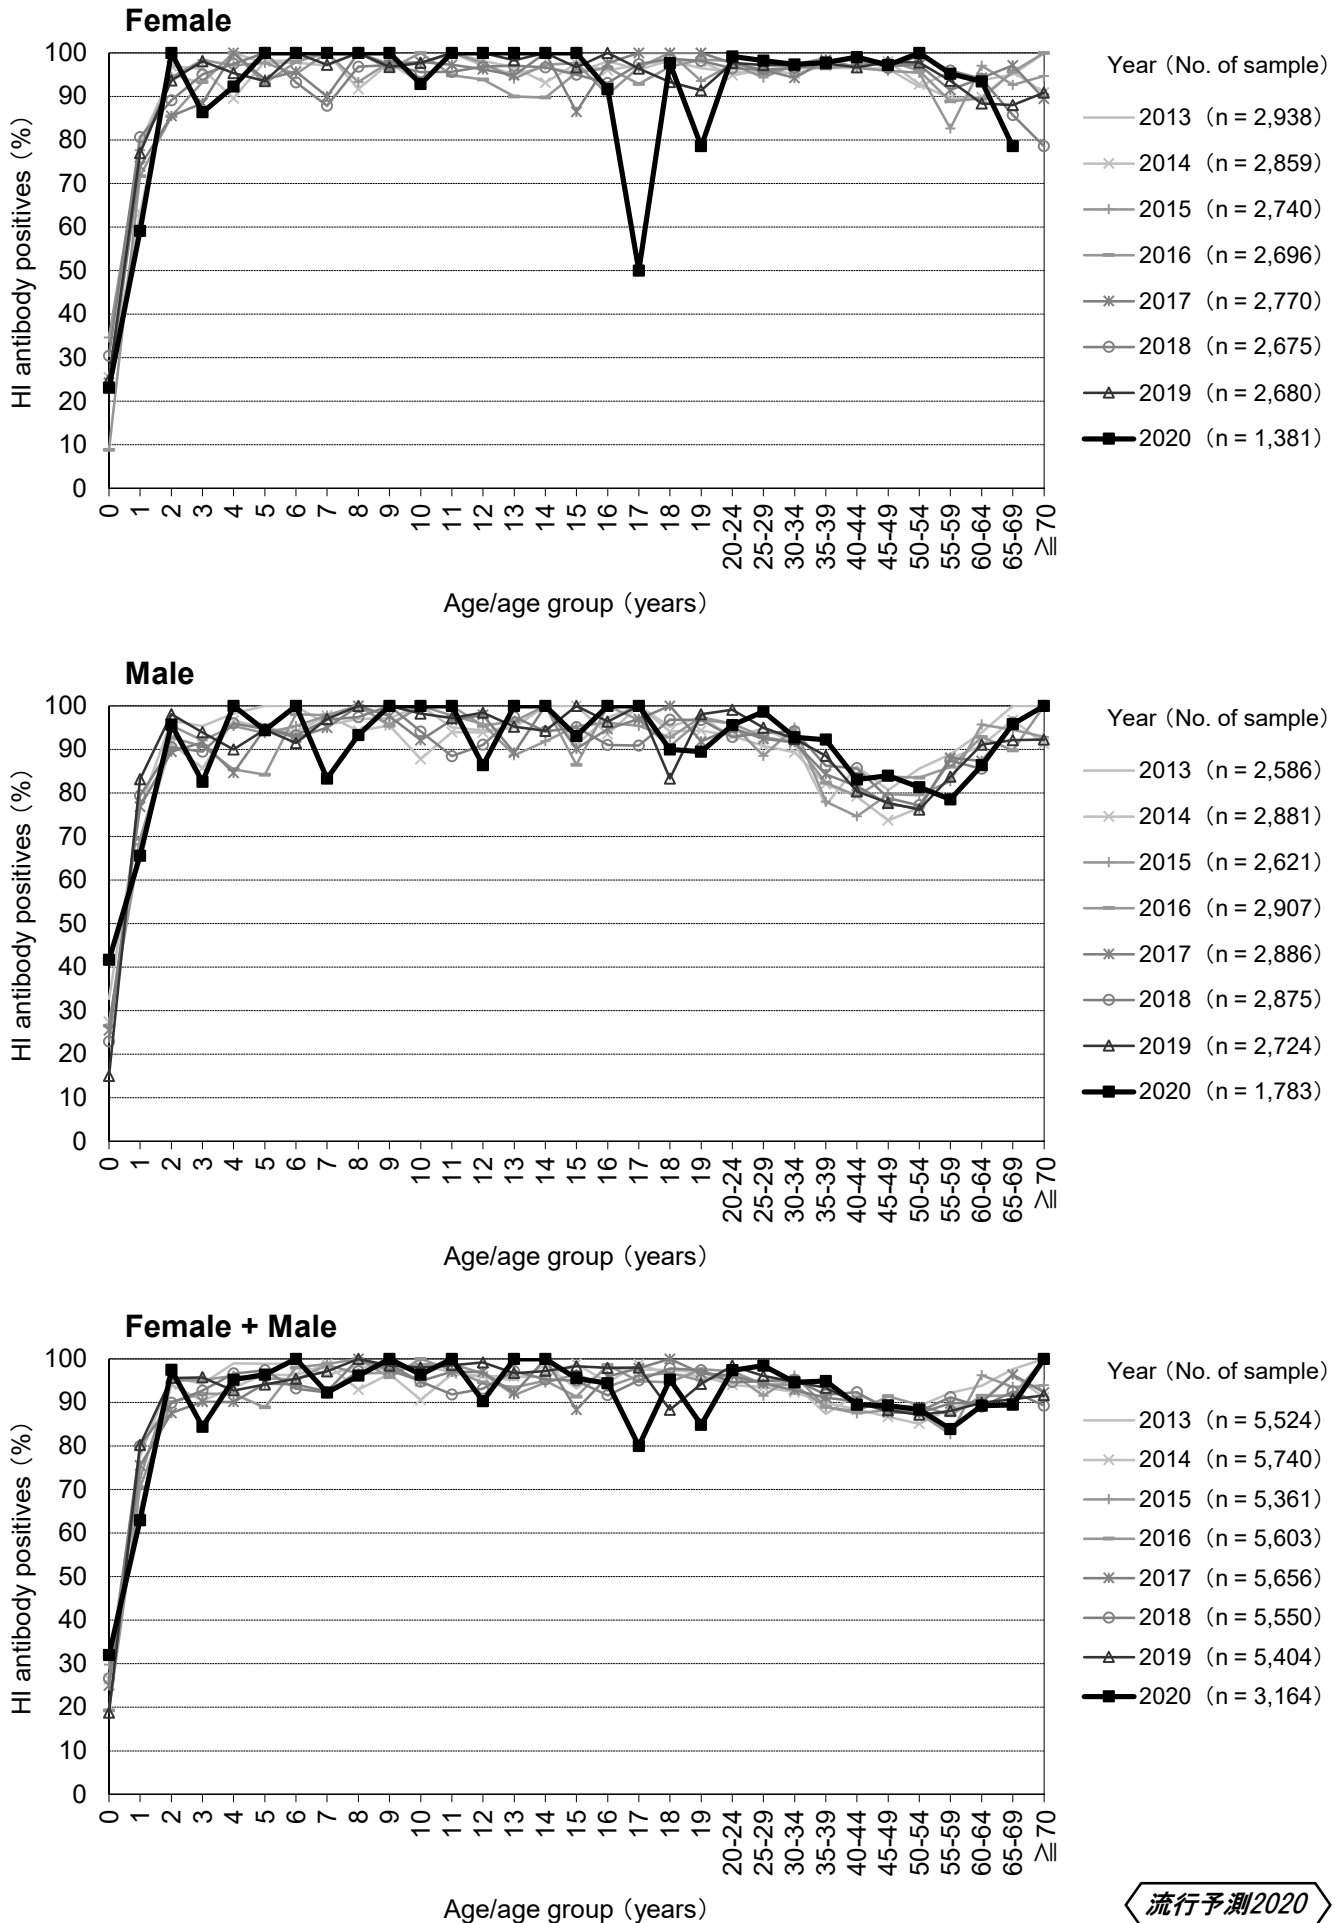 Female
HI antibody positives (%)
100
90
80
70
60
50
40
30
20
10
0
0 1 2 3 4 5 6 7 8 9 10 11 12 13 14 15 16 17 18 19 20-24 25-29 30-34 35-39 40-44 45-49 50-54 55-59 60-64 65-69 ≧70
Age/age group (years)
Year (No. of sample)
2013 (n = 2,938)
2014 (n = 2,859)
2015 (n = 2,740)
2016 (n = 2,696)
2017 (n = 2,770)
2018 (n = 2,675)
2019 (n = 2,680)
2020 (n = 1,381)
Male
HI antibody positives (%)
100
90
80
70
60
50
40
30
20
10
0
0 1 2 3 4 5 6 7 8 9 10 11 12 13 14 15 16 17 18 19 20-24 25-29 30-34 35-39 40-44 45-49 50-54 55-59 60-64 65-69 ≧70
Age/age group (years)
Year (No. of sample)
2013 (n = 2,586)
2014 (n = 2,881)
2015 (n = 2,621)
2016 (n = 2,907)
2017 (n = 2,886)
2018 (n = 2,875)
2019 (n = 2,724)
2020 (n = 1,783)
Female + Male
HI antibody positives (%)
100
90
80
70
60
50
40
30
20
10
0
0 1 2 3 4 5 6 7 8 9 10 11 12 13 14 15 16 17 18 19 20-24 25-29 30-34 35-39 40-44 45-49 50-54 55-59 60-64 65-69 ≧70
Age/age group (years)
Year (No. of sample)
2013 (n = 5,524)
2014 (n = 5,740)
2015 (n = 5,361)
2016 (n = 5,603)
2017 (n = 5,656)
2018 (n = 5,550)
2019 (n = 5,404)
2020 (n = 3,164)
流行予測2020